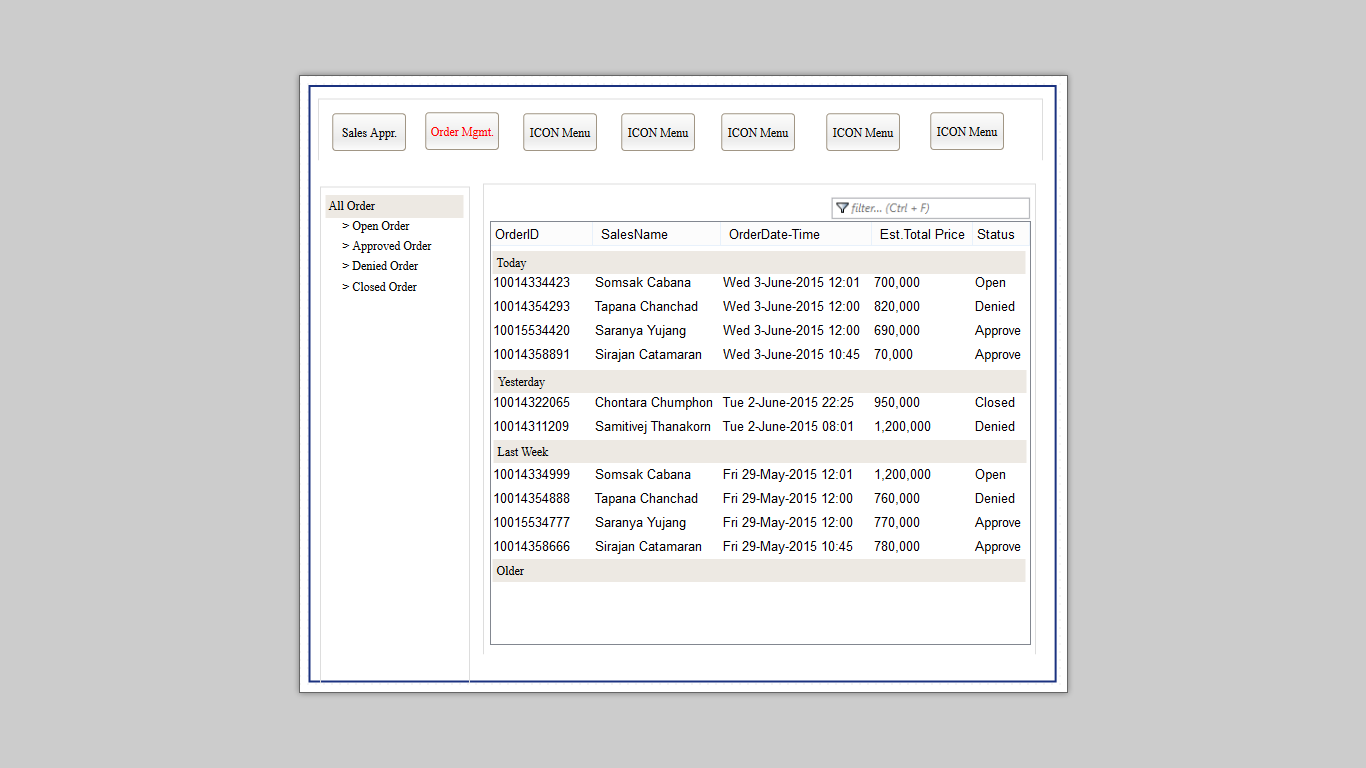 Sales Appr. Order Mgmt. ICON Menu ICON Menu ICON Menu ICON Menu ICON Menu
All Order
> Open Order
> Approved Order
> Denied Order
> Closed Order
filter... (Ctrl + F)
OrderID SalesName OrderDate-Time Est.Total Price Status
Today
10014334423 Somsak Cabana Wed 3-June-2015 12:01 700,000 Open
10014354293 Tapana Chanchad Wed 3-June-2015 12:00 820,000 Denied
10015534420 Saranya Yujang Wed 3-June-2015 12:00 690,000 Approve
10014358891 Sirajan Catamaran Wed 3-June-2015 10:45 70,000 Approve
Yesterday
10014322065 Chontara Chumphon Tue 2-June-2015 22:25 950,000 Closed
10014311209 Samitivej Thanakorn Tue 2-June-2015 08:01 1,200,000 Denied
Last Week
10014334999 Somsak Cabana Fri 29-May-2015 12:01 1,200,000 Open
10014354888 Tapana Chanchad Fri 29-May-2015 12:00 760,000 Denied
10015534777 Saranya Yujang Fri 29-May-2015 12:00 770,000 Approve
10014358666 Sirajan Catamaran Fri 29-May-2015 10:45 780,000 Approve
Older